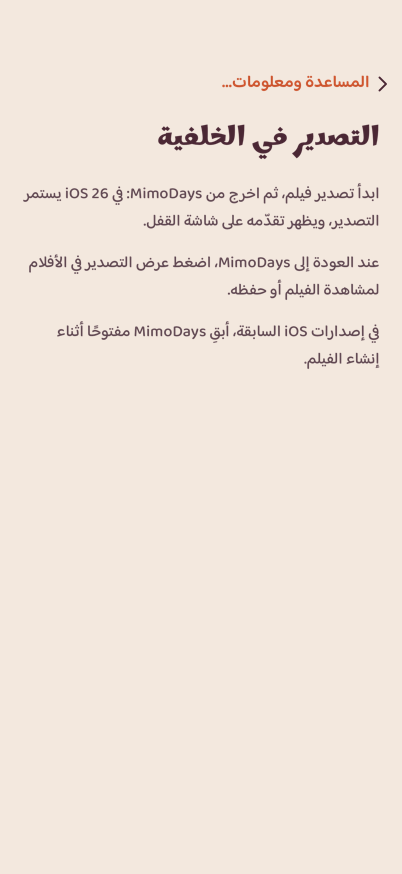 المساعدة ومعلومات...
التصدير في الخلفية
ابدأ تصدير فيلم، ثم اخرج من MimoDays: في iOS 26 يستمر
التصدير، ويظهر تقدّمه على شاشة القفل.
عند العودة إلى MimoDays، اضغط عرض التصدير في الأفلام
لمشاهدة الفيلم أو حفظه.
في إصدارات iOS السابقة، أبقِ MimoDays مفتوحًا أثناء
إنشاء الفيلم.